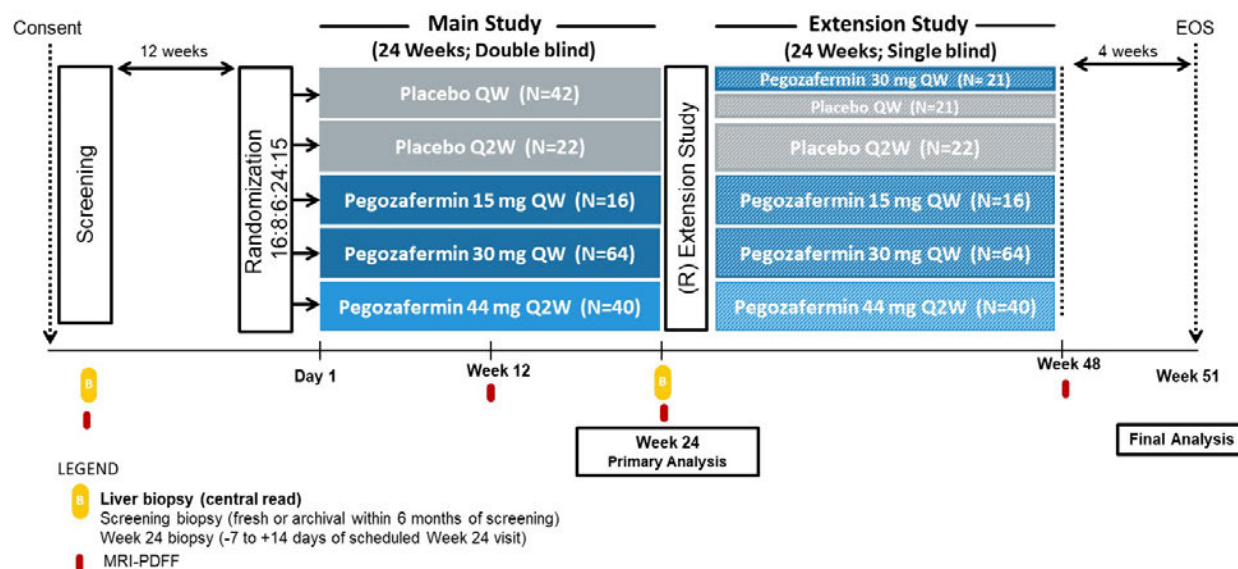 Main Study
Extension Study
Consent
(24 Weeks; Double blind)
(24 Weeks; Single blind)
EOS
12 weeks
4 weeks
Screening
Randomization
16:8:6:24:15
Placebo QW (N=42)
Placebo Q2W (N=22)
Pegozafermin 15 mg QW (N=16)
Pegozafermin 30 mg QW (N=64)
Pegozafermin 44 mg Q2W (N=40)
(R) Extension Study
Pegozafermin 30 mg QW (N= 21)
Placebo QW (N=21)
Placebo Q2W (N=22)
Pegozafermin 15 mg QW (N=16)
Pegozafermin 30 mg QW (N=64)
Pegozafermin 44 mg Q2W (N=40)
Day 1
Week 12
Week 48
Week 51
B
B
Week 24
Primary Analysis
Final Analysis
LEGEND
B
Liver biopsy (central read)
Screening biopsy (fresh or archival within 6 months of screening)
Week 24 biopsy (-7 to +14 days of scheduled Week 24 visit)
MRI-PDFF